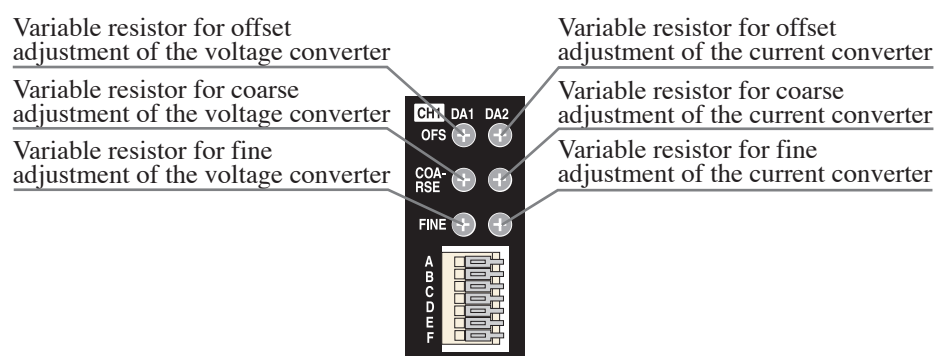 Variable resistor for offset
adjustment of the voltage converter
Variable resistor for coarse
adjustment of the voltage converter
Variable resistor for fine
adjustment of the voltage converter
Variable resistor for offset
adjustment of the current converter
Variable resistor for coarse
adjustment of the current converter
Variable resistor for fine
adjustment of the current converter
CH1 DA1 DA2
OFS
COA-
RSE
FINE
A
B
C
D
E
F